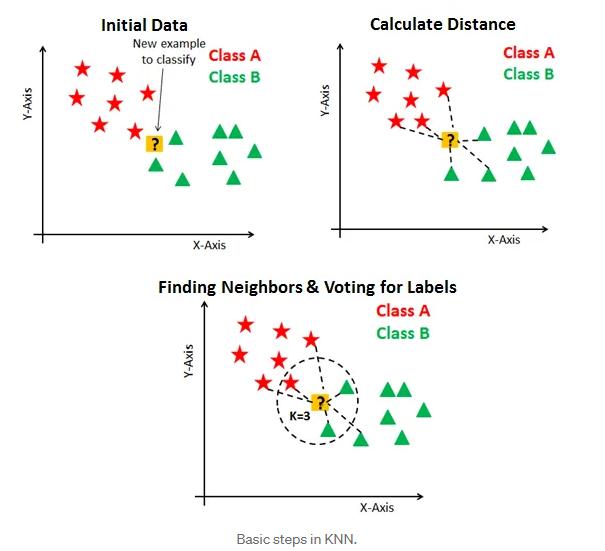 Initial Data
New example
to classify
Class A
Class B
?
Y-Axis
X-Axis
Calculate Distance
Class A
Class B
?
Y-Axis
X-Axis
Finding Neighbors & Voting for Labels
Class A
Class B
?
K=3
Y-Axis
X-Axis
Basic steps in KNN.